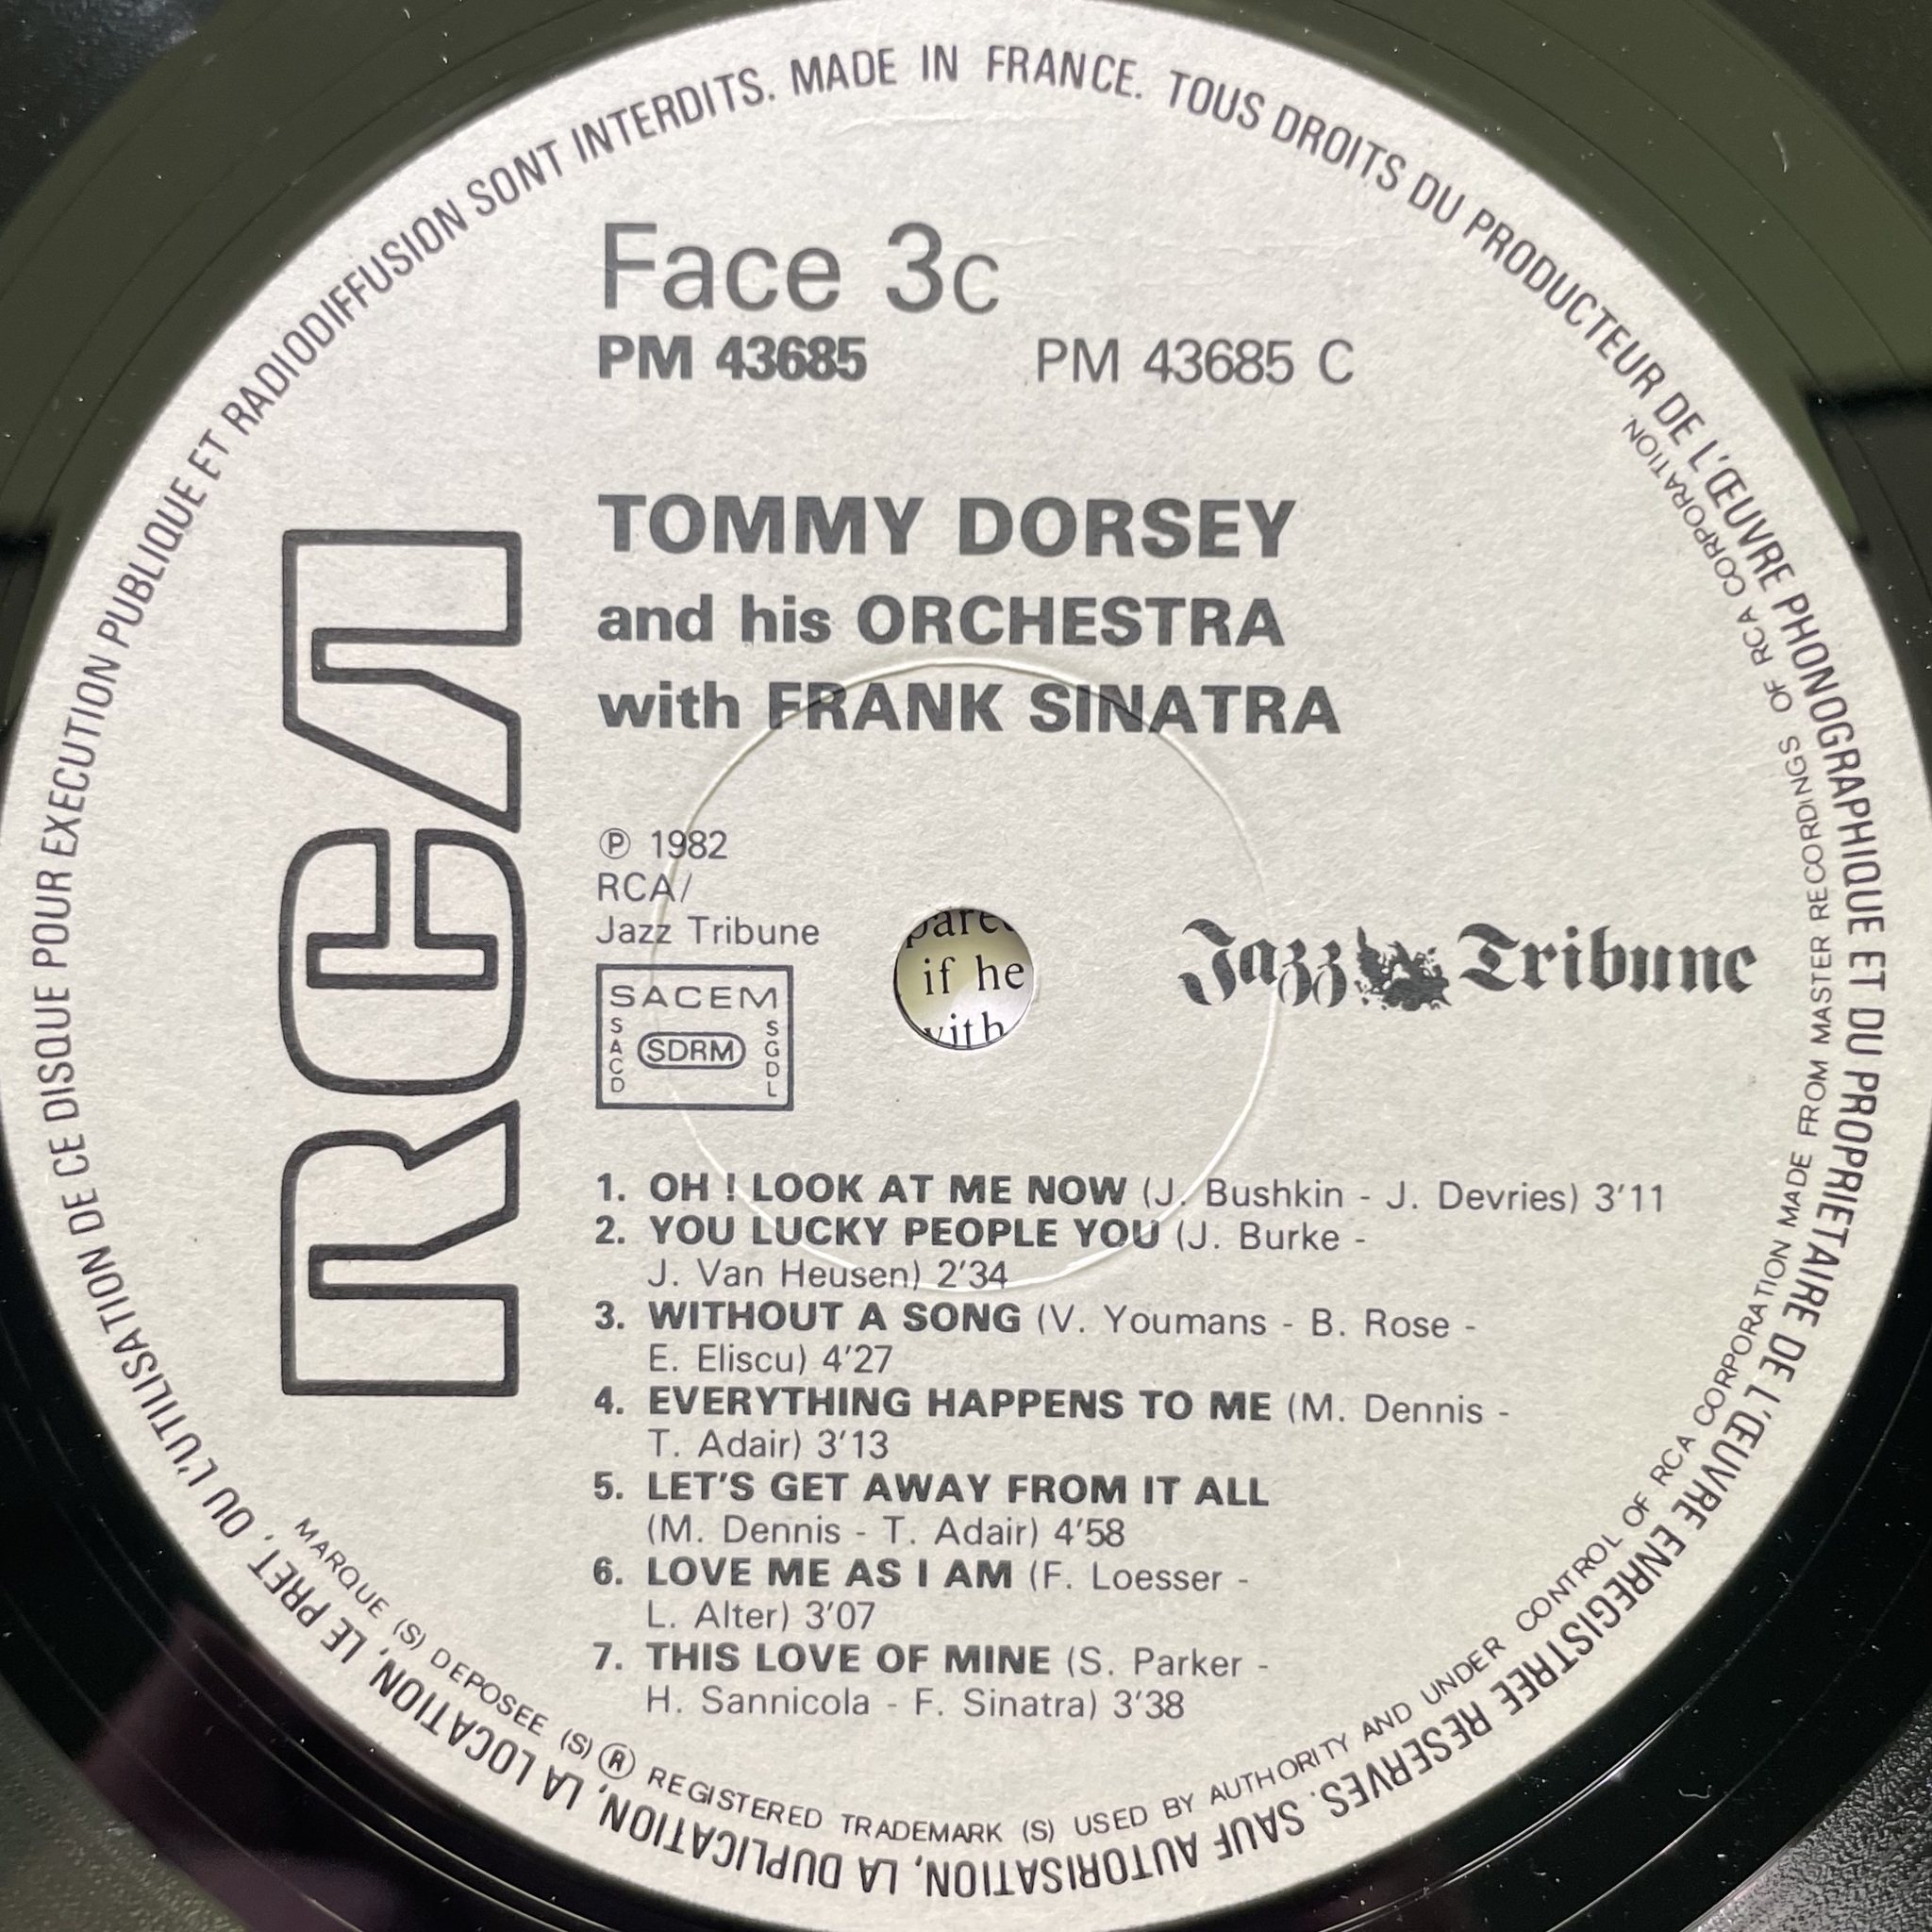 MADE IN FRANCE. TOUS DROITS DU PRODUCTEUR DE L'ŒUVRE PHONOGRAPHIQUE ET DU PROPRIETAIRE DE L'ŒUVRE ENREGISTREE RESERVES. SAUF AUTORISATION, LA DUPLICATION, LA LOCATION, LE PRET, OU L'UTILISATION DE CE DISQUE POUR EXECUTION PUBLIQUE ET RADIODIFFUSION SONT INTERDITS.
Face 3c
PM 43685 PM 43685 C
TOMMY DORSEY
and his ORCHESTRA
with FRANK SINATRA
RCA
℗ 1982
RCA/
Jazz Tribune
SACEM
SACD
SDRM
SGDL
if he
with
Jazz Tribune
1. OH ! LOOK AT ME NOW (J. Bushkin - J. Devries) 3'11
2. YOU LUCKY PEOPLE YOU (J. Burke -
J. Van Heusen) 2'34
3. WITHOUT A SONG (V. Youmans - B. Rose -
E. Eliscu) 4'27
4. EVERYTHING HAPPENS TO ME (M. Dennis -
T. Adair) 3'13
5. LET'S GET AWAY FROM IT ALL
(M. Dennis - T. Adair) 4'58
6. LOVE ME AS I AM (F. Loesser -
L. Alter) 3'07
7. THIS LOVE OF MINE (S. Parker -
H. Sannicola - F. Sinatra) 3'38
MARQUE (S) DEPOSEE (S) ® REGISTERED TRADEMARK (S) USED BY AUTHORITY AND UNDER CONTROL OF RCA CORPORATION MADE FROM MASTER RECORDINGS OF RCA CORPORATION.